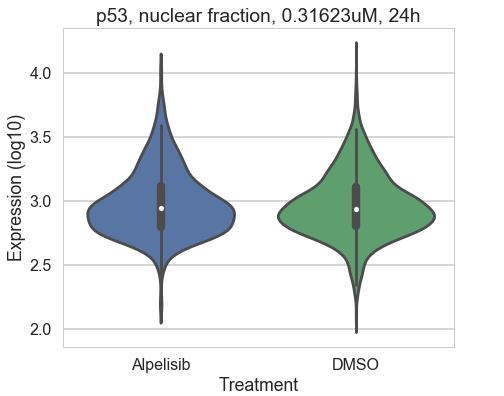 p53, nuclear fraction, 0.31623uM, 24h
Expression (log10)
4.0
3.5
3.0
2.5
2.0
Alpelisib DMSO
Treatment